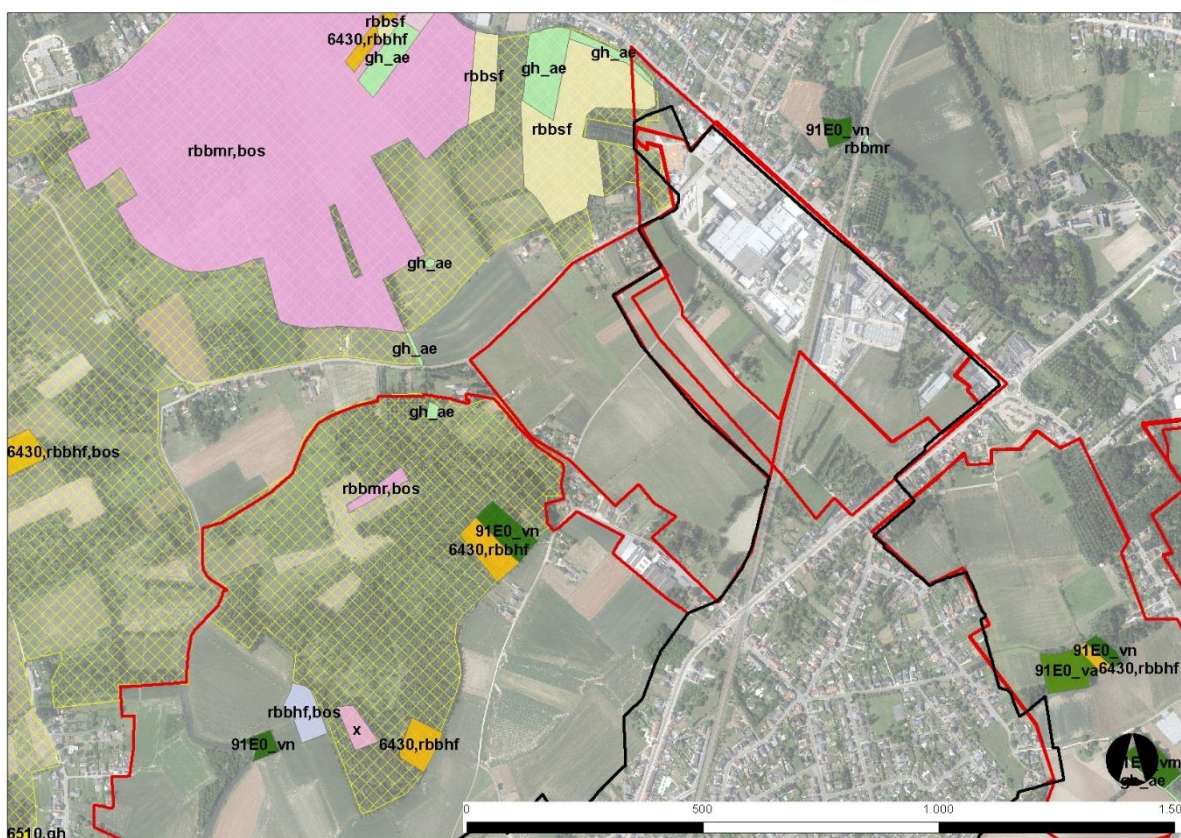 rbbsf
6430,rbbhf
gh_ae
rbbsf
gh_ae
gh_ae
rbbsf
rbbmr,bos
91E0_vn
rbbmr
gh_ae
gh_ae
gh_ae
6430,rbbhf,bos
rbbmr,bos
91E0_vn
6430,rbbhf
91E0_vn
91E0_va
6430,rbbhf
rbbhf,bos
x
91E0_vn
6430,rbbhf
gh_ae
0
500
1.000
6510,gh